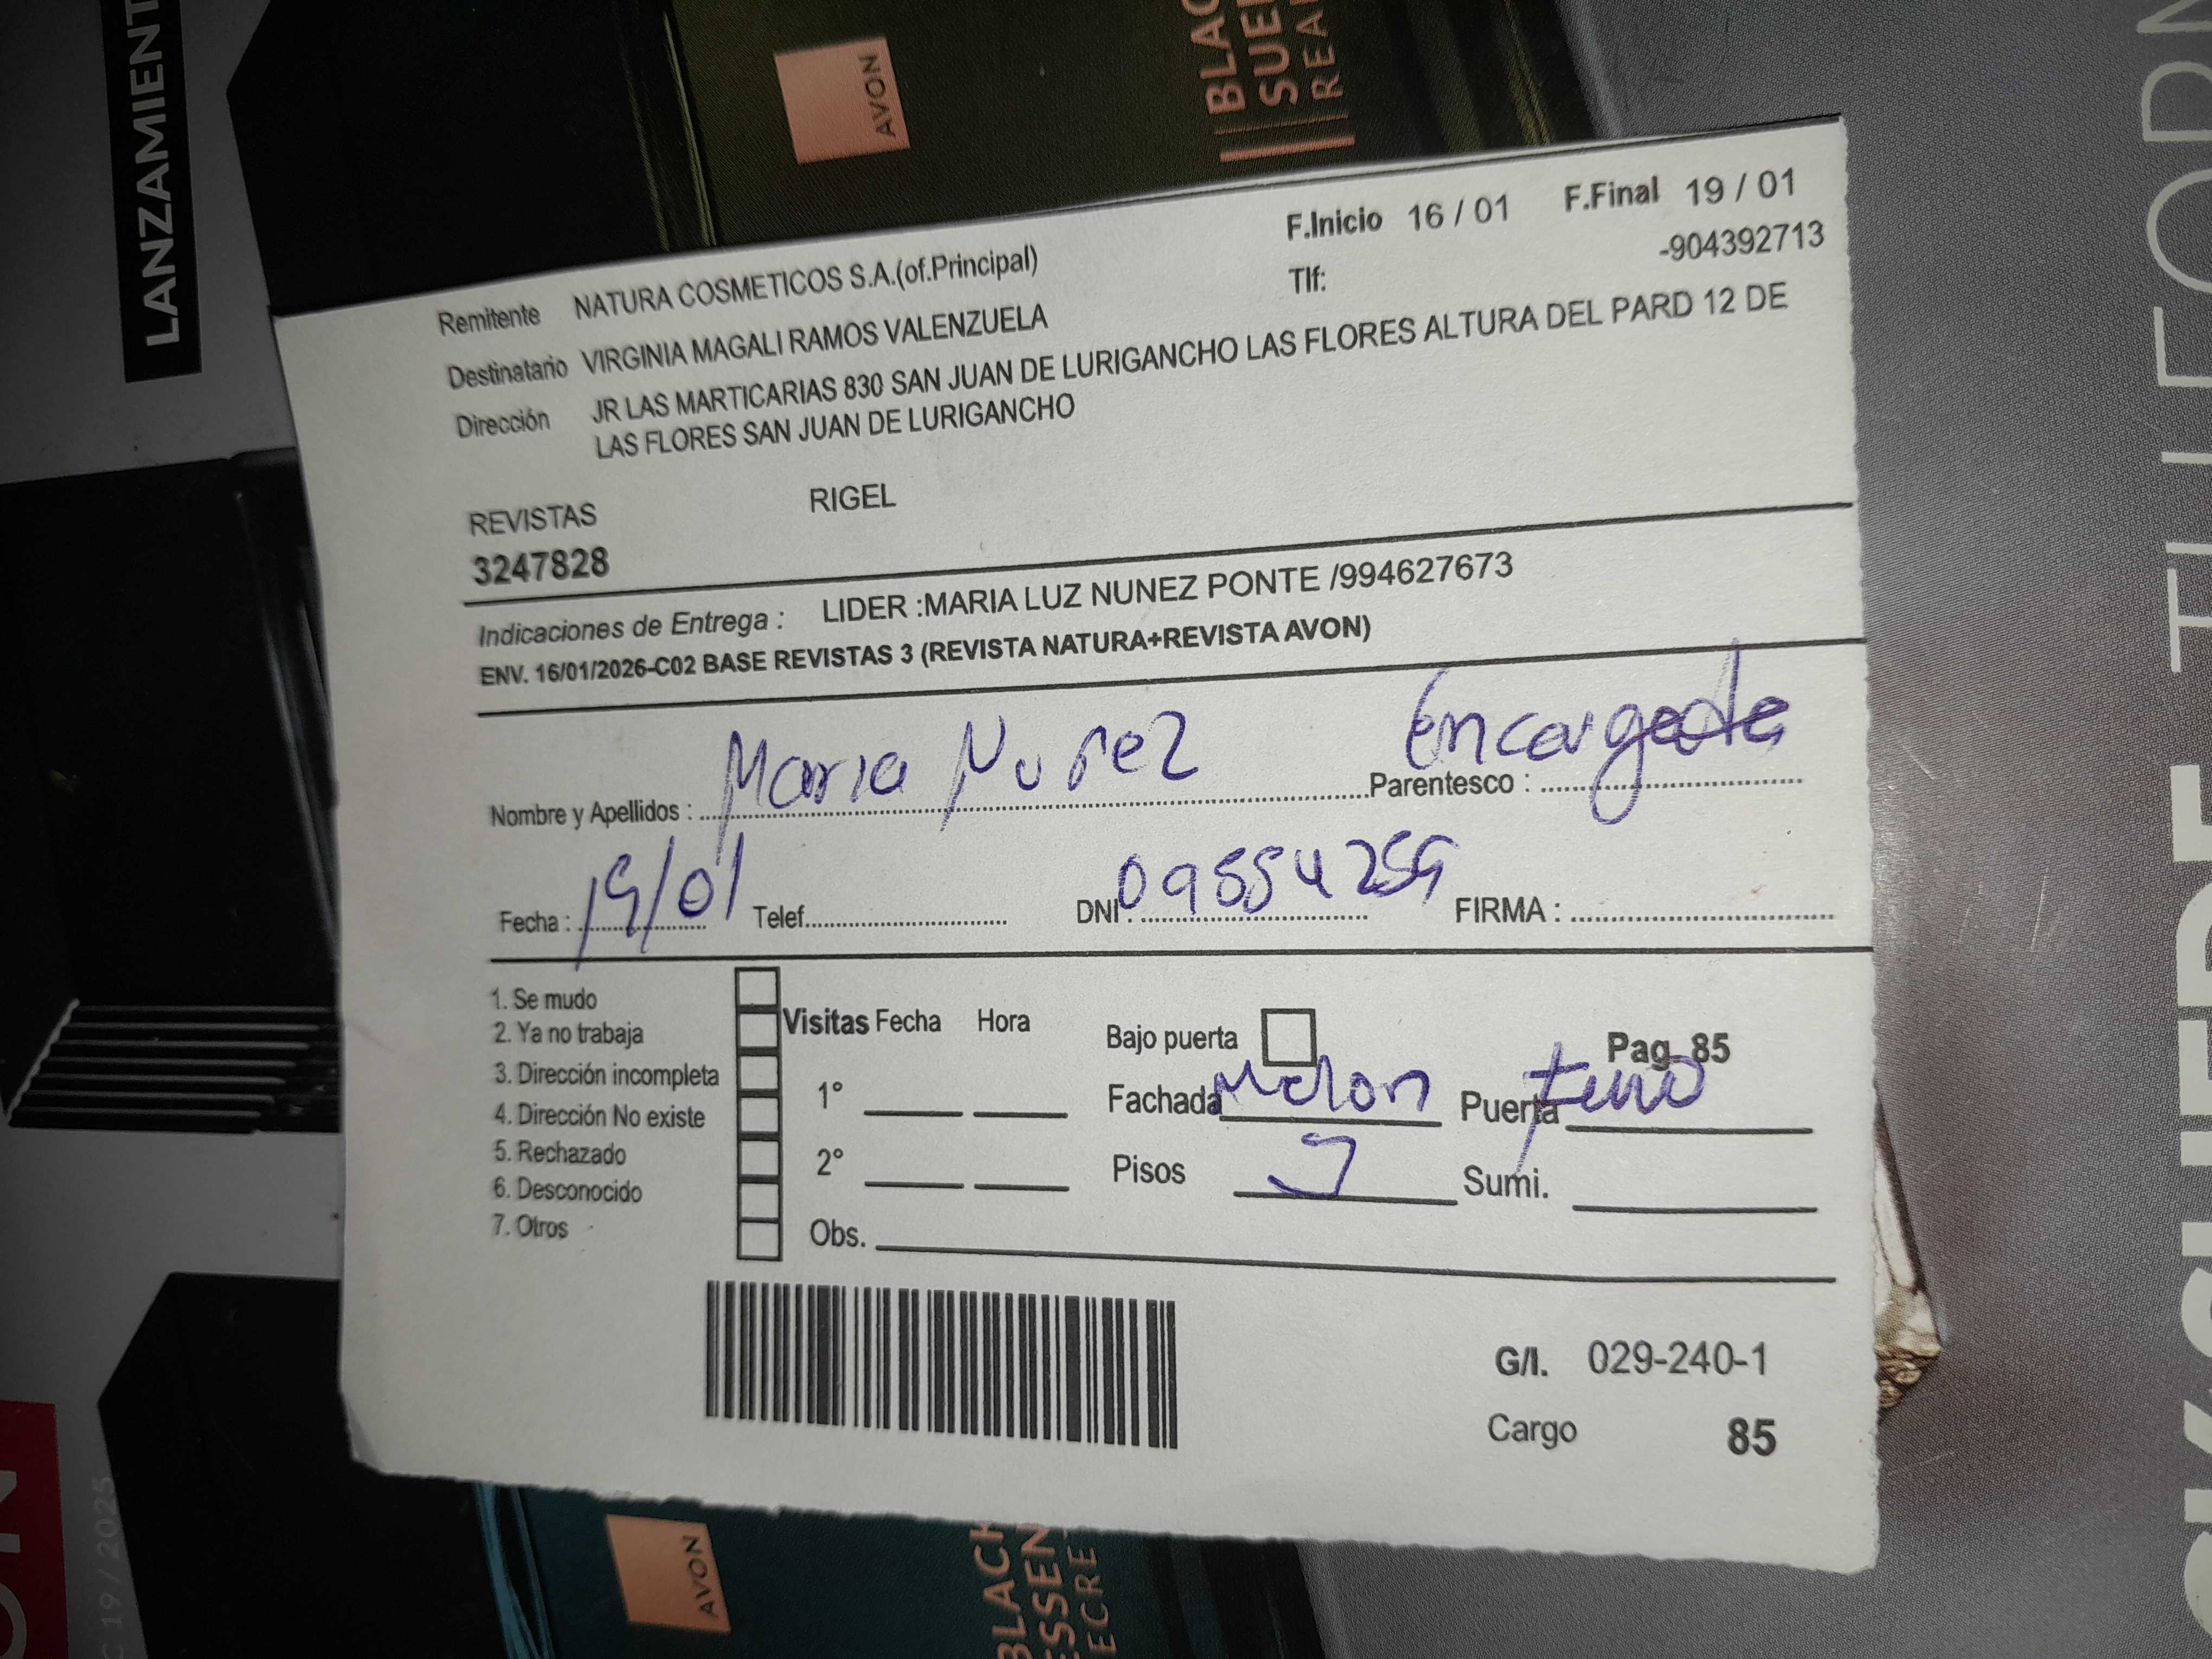 LANZAMIENT
AVON
BLAC
SUE
REA
F.Inicio 16 / 01 F.Final 19 / 01
Remitente NATURA COSMETICOS S.A.(of.Principal) Tlf: -904392713
Destinatario VIRGINIA MAGALI RAMOS VALENZUELA
Dirección JR LAS MARTICARIAS 830 SAN JUAN DE LURIGANCHO LAS FLORES ALTURA DEL PARD 12 DE
LAS FLORES SAN JUAN DE LURIGANCHO
REVISTAS RIGEL
3247828
Indicaciones de Entrega : LIDER :MARIA LUZ NUNEZ PONTE /994627673
ENV. 16/01/2026-C02 BASE REVISTAS 3 (REVISTA NATURA+REVISTA AVON)
Nombre y Apellidos : Maria Nuñez Parentesco : Encargada
Fecha : 19/01 Telef. DNI : FIRMA :
1. Se mudo
2. Ya no trabaja
3. Dirección incompleta
4. Dirección No existe
5. Rechazado
6. Desconocido
7. Otros
Visitas Fecha Hora
1°
2°
Obs.
Bajo puerta Pag 85
Fachada Melon Puerta
Pisos Sumi.
G/I. 029-240-1
Cargo 85
AVON
BLACK
ESSEN
ECRE
C 19 / 2025